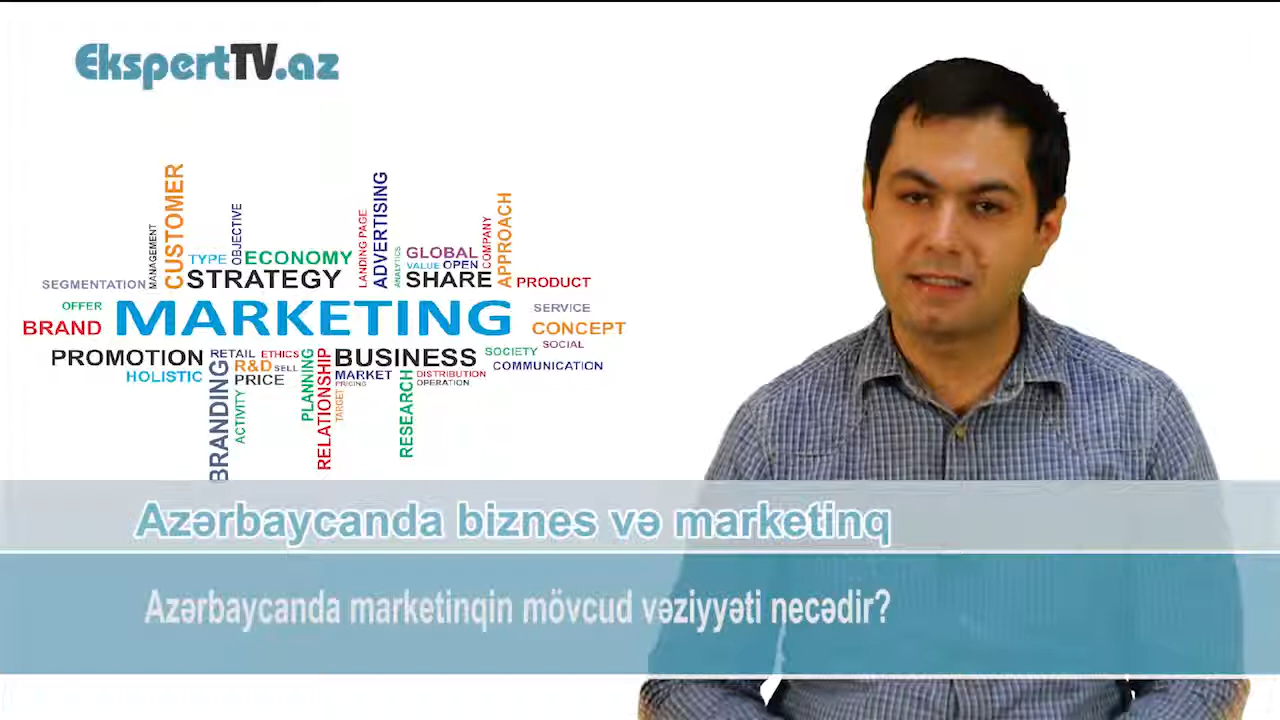 EkspertTV.az
CUSTOMER
MANAGEMENT
OBJECTIVE
TYPE
ECONOMY
LANDING PAGE
ADVERTISING
ANALYTICS
GLOBAL
COMPANY
APPROACH
VALUE OPEN
SEGMENTATION
STRATEGY
SHARE
PRODUCT
OFFER
MARKETING
SERVICE
BRAND
CONCEPT
SOCIAL
PROMOTION
RETAIL
ETHICS
BUSINESS
SOCIETY
HOLISTIC
R&D
SELL
PRICE
MARKET
PRICING
DISTRIBUTION
OPERATION
COMMUNICATION
BRANDING
ACTIVITY
PLANNING
RELATIONSHIP
TARGET
RESEARCH
Azərbaycanda biznes və marketinq
Azərbaycanda marketinqin mövcud vəziyyəti necədir?